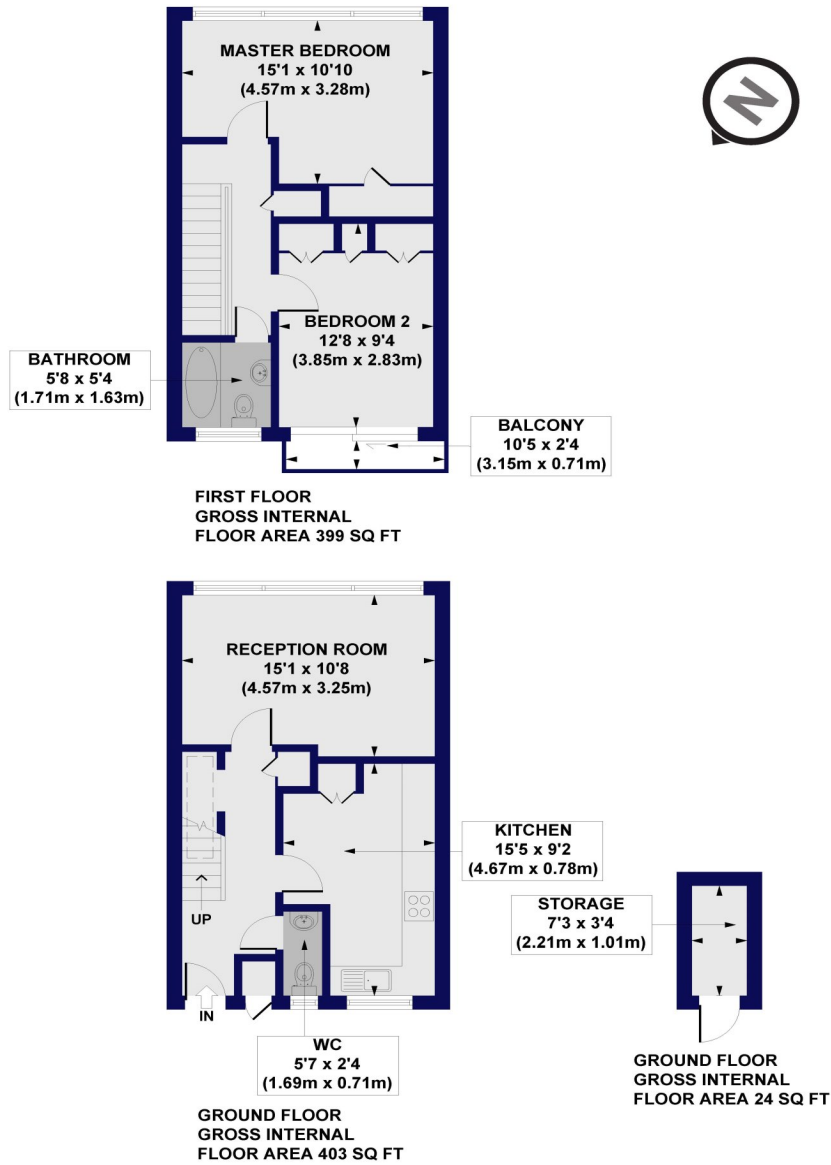 MASTER BEDROOM
15'1 x 10'10
(4.57m x 3.28m)
N
BEDROOM 2
12'8 x 9'4
(3.85m x 2.83m)
BATHROOM
5'8 x 5'4
(1.71m x 1.63m)
BALCONY
10'5 x 2'4
(3.15m x 0.71m)
FIRST FLOOR
GROSS INTERNAL
FLOOR AREA 399 SQ FT
RECEPTION ROOM
15'1 x 10'8
(4.57m x 3.25m)
KITCHEN
15'5 x 9'2
(4.67m x 0.78m)
UP
IN
STORAGE
7'3 x 3'4
(2.21m x 1.01m)
WC
5'7 x 2'4
(1.69m x 0.71m)
GROUND FLOOR
GROSS INTERNAL
FLOOR AREA 403 SQ FT
GROUND FLOOR
GROSS INTERNAL
FLOOR AREA 24 SQ FT